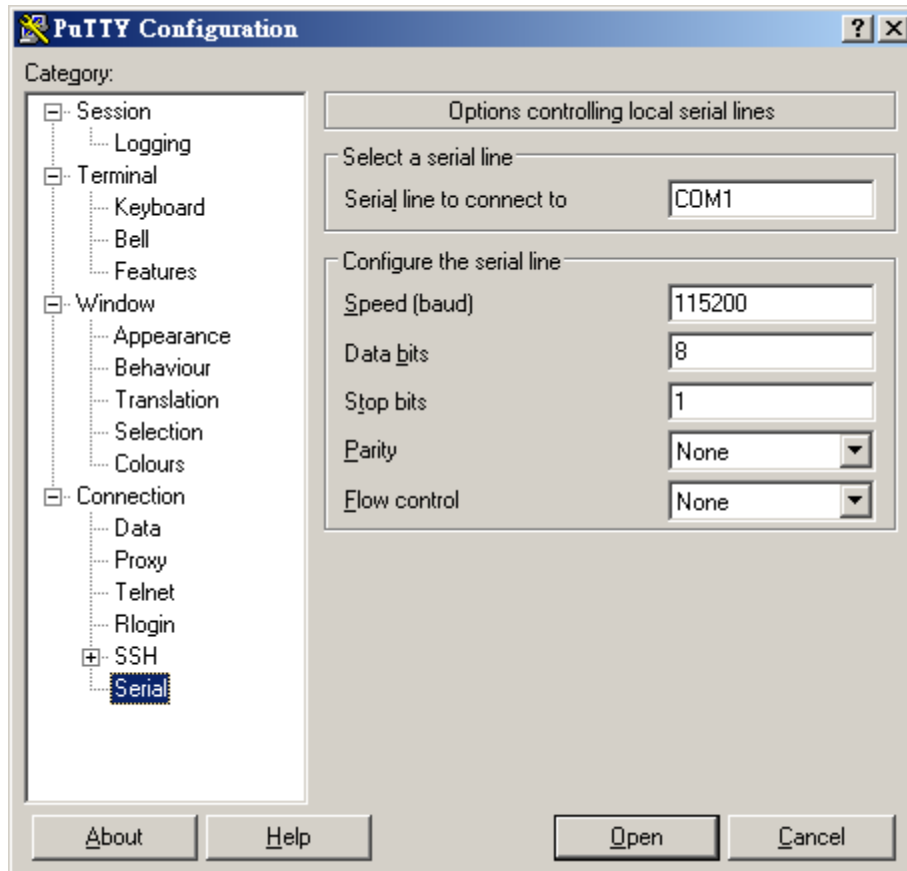 PuTTY Configuration
Category:
Session
Logging
Terminal
Keyboard
Bell
Features
Window
Appearance
Behaviour
Translation
Selection
Colours
Connection
Data
Proxy
Telnet
Rlogin
SSH
Serial
Options controlling local serial lines
Select a serial line
Serial line to connect to COM1
Configure the serial line
Speed (baud) 115200
Data bits 8
Stop bits 1
Parity None
Flow control None
About Help Open Cancel